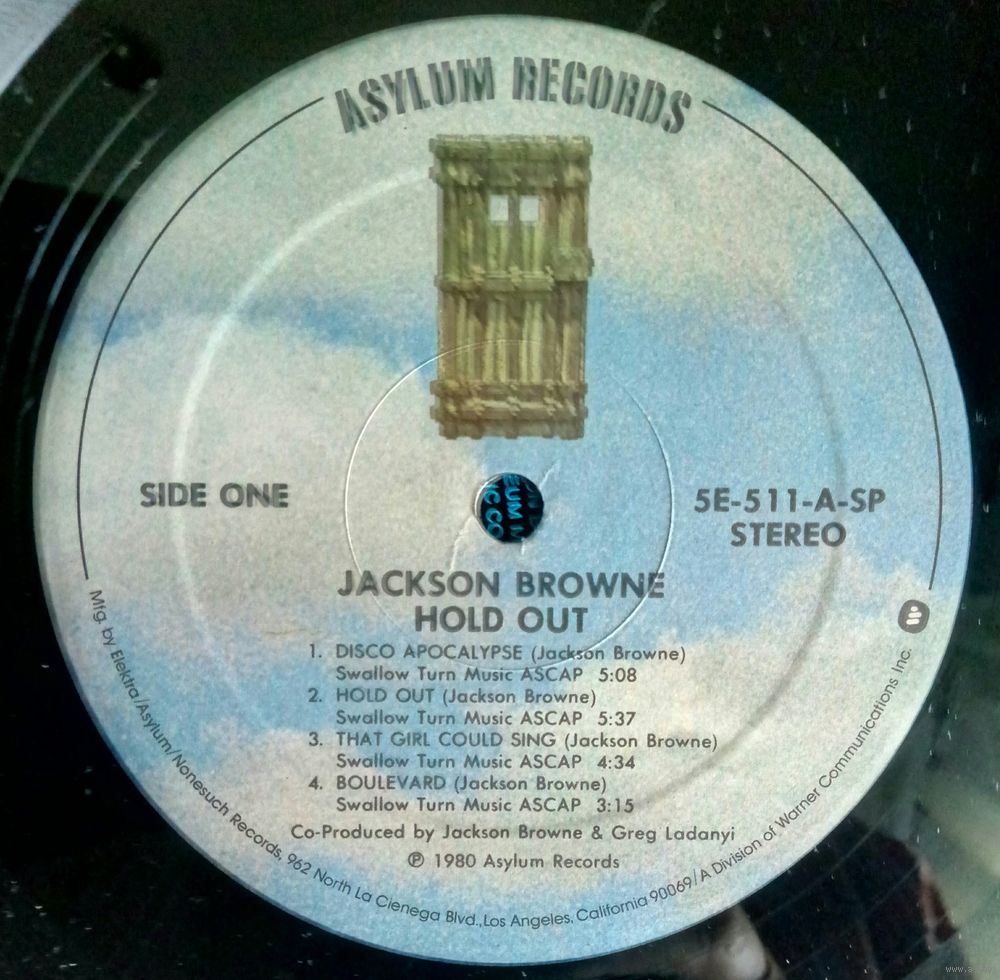 ASYLUM RECORDS
SIDE ONE
5E-511-A-SP
STEREO
JACKSON BROWNE
HOLD OUT
1. DISCO APOCALYPSE (Jackson Browne)
Swallow Turn Music ASCAP 5:08
2. HOLD OUT (Jackson Browne)
Swallow Turn Music ASCAP 5:37
3. THAT GIRL COULD SING (Jackson Browne)
Swallow Turn Music ASCAP 4:34
4. BOULEVARD (Jackson Browne)
Swallow Turn Music ASCAP 3:15
Co-Produced by Jackson Browne & Greg Ladanyi
℗ 1980 Asylum Records
Mfg. by Elektra/Asylum/Nonesuch Records, 962 North La Cienega Blvd., Los Angeles, California 90069/A Division of Warner Communications Inc.